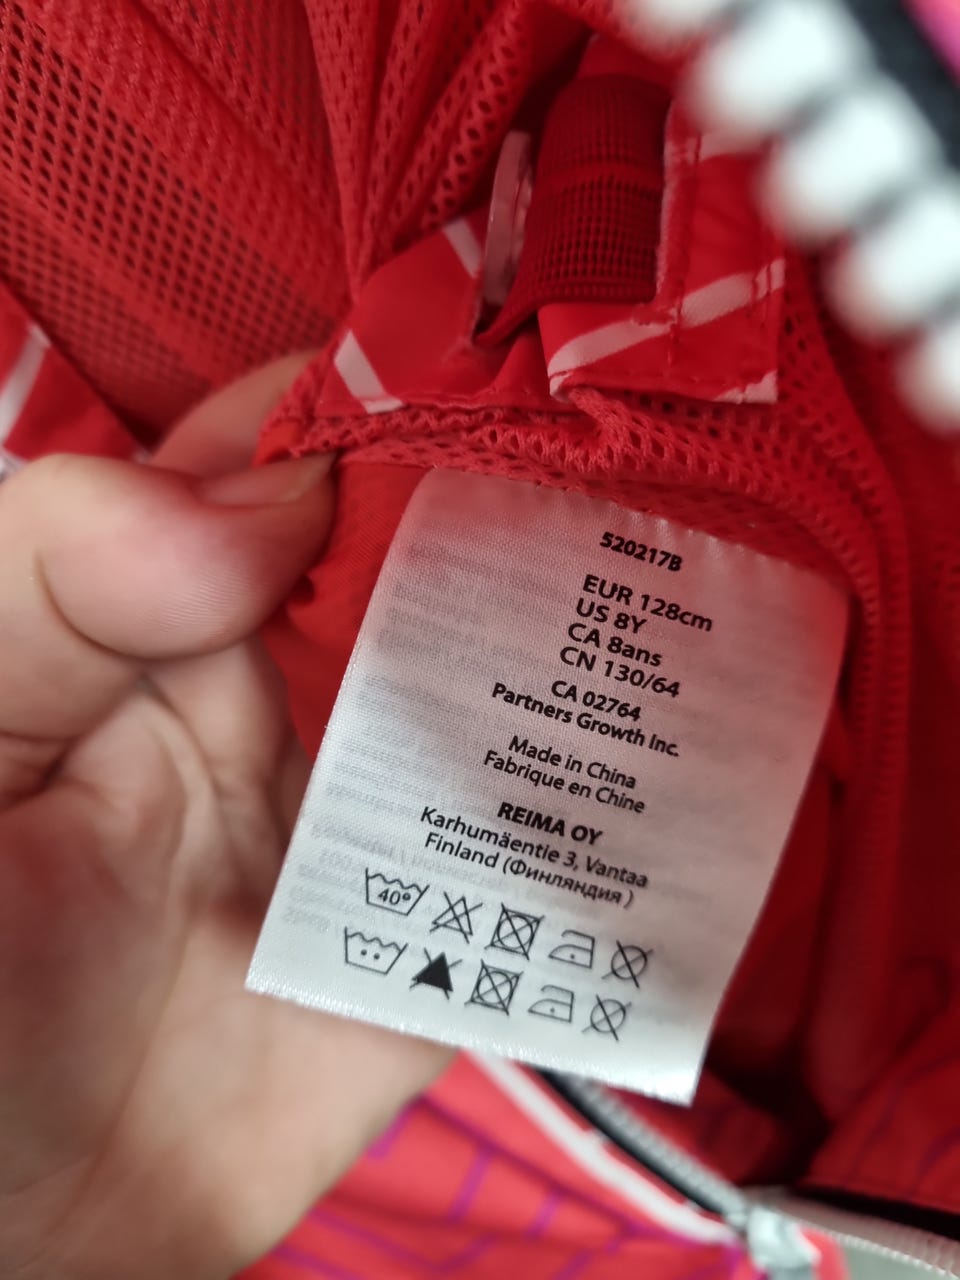 520217B
EUR 128cm
US 8Y
CA 8ans
CN 130/64
CA 02764
Partners Growth Inc.
Made in China
Fabrique en Chine
REIMA OY
Karhumäentie 3, Vantaa
Finland (Финляндия )
40°